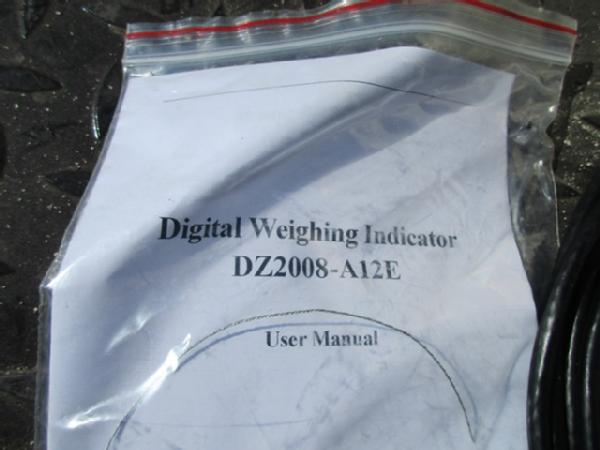 Digital Weighing Indicator
DZ2008-A12E
User Manual